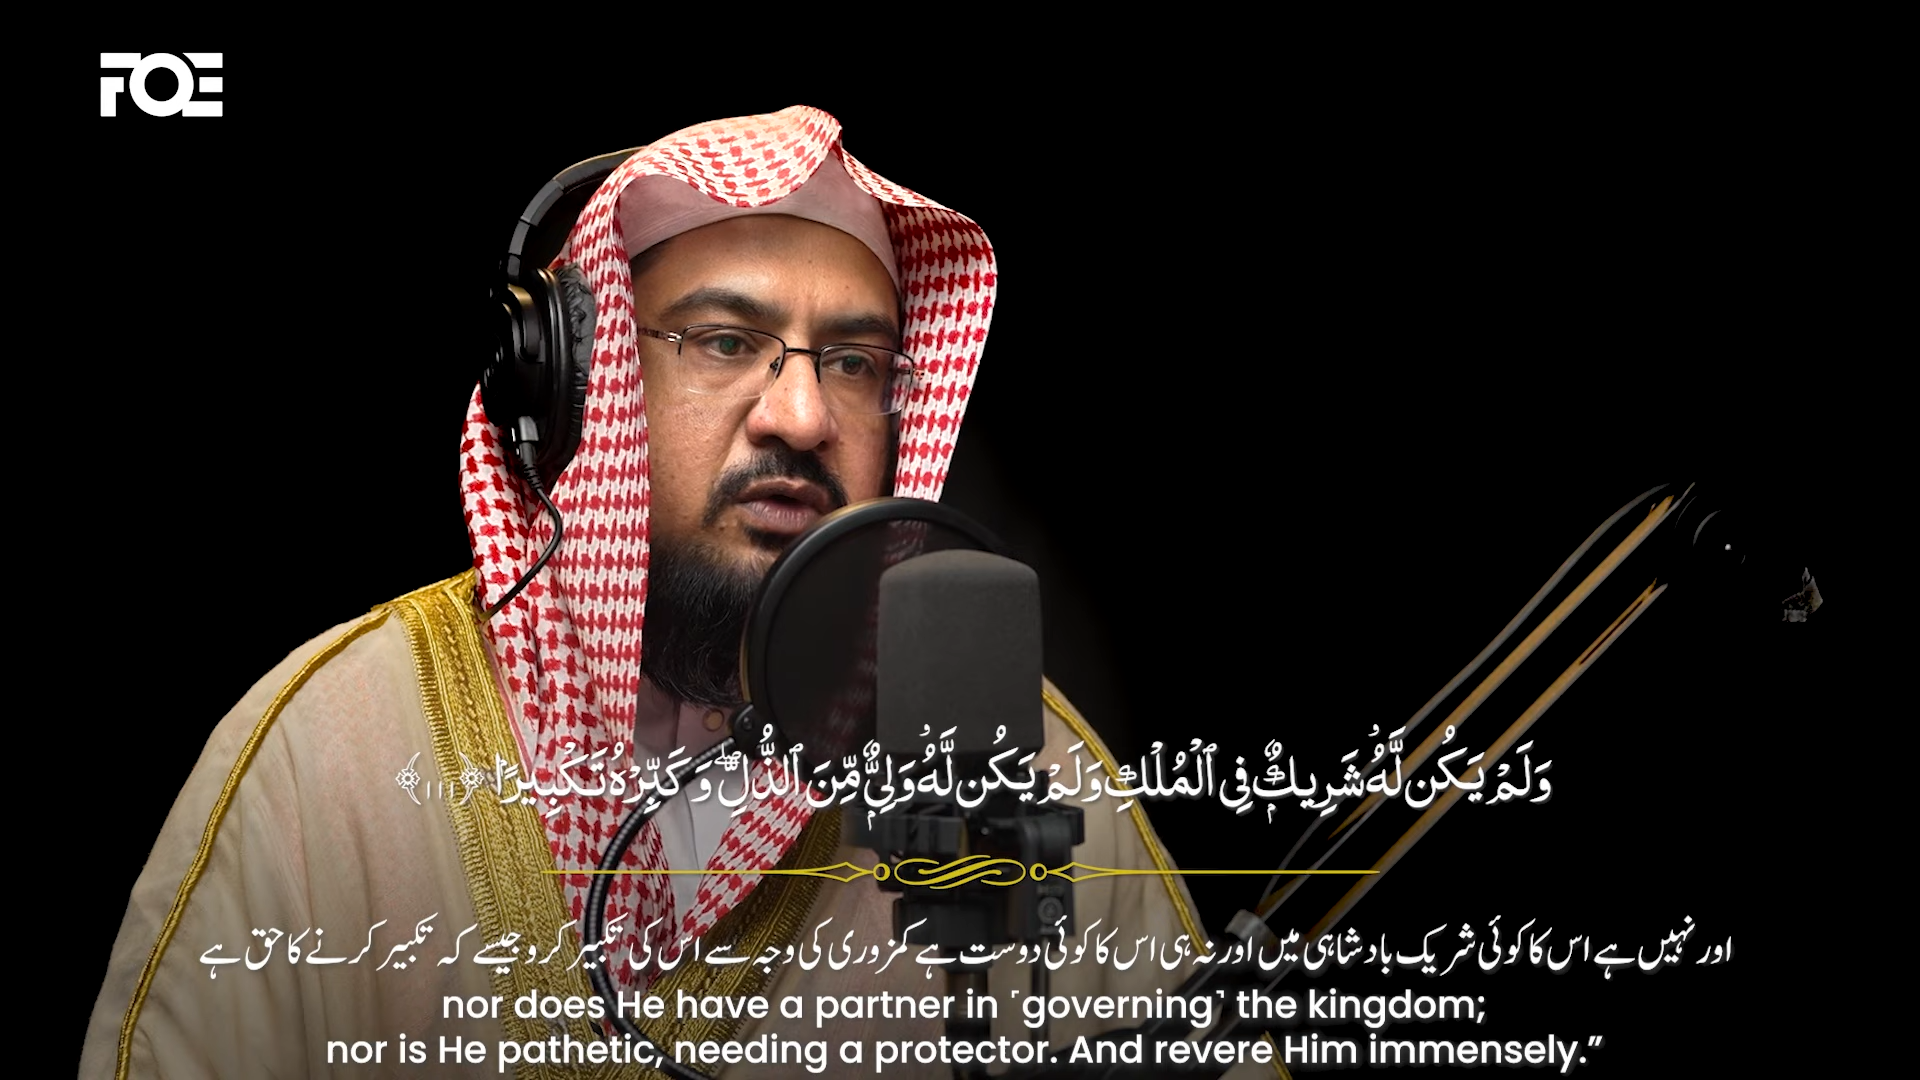 FOE
وَلَمْ يَكُن لَّهُۥ شَرِيكٌ فِى ٱلْمُلْكِ وَلَمْ يَكُن لَّهُۥ وَلِىٌّ مِّنَ ٱلذُّلِّ ۖ وَكَبِّرْهُ تَكْبِيرًۢا ﴿١١١﴾
اور نہیں ہے اس کا کوئی شریک بادشاہی میں اور نہ ہی اس کا کوئی دوست ہے کمزوری کی وجہ سے اس کی تکبیر کرو جیسے کہ تکبیر کرنے کا حق ہے
nor does He have a partner in ˹governing˺ the kingdom;
nor is He pathetic, needing a protector. And revere Him immensely.”